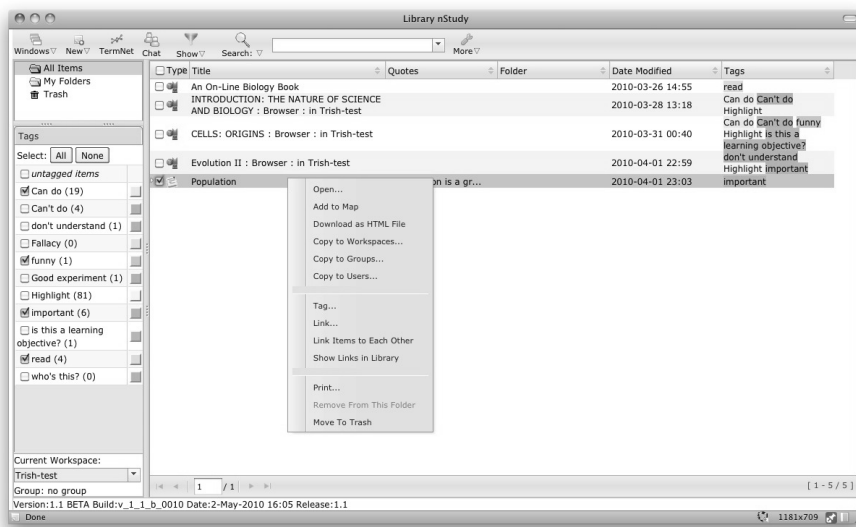 Library nStudy
Windows▽ New▽ TermNet Chat Show▽ Search: ▽ More▽
All Items
My Folders
Trash
Tags
Select: All None
untagged items
Can do (19)
Can't do (4)
don't understand (1)
Fallacy (0)
funny (1)
Good experiment (1)
Highlight (81)
important (6)
is this a learning
objective? (1)
read (4)
who's this? (0)
Current Workspace:
Trish-test
Group: no group
Type Title Quotes Folder Date Modified Tags
An On-Line Biology Book 2010-03-26 14:55 read
INTRODUCTION: THE NATURE OF SCIENCE
AND BIOLOGY : Browser : in Trish-test 2010-03-28 13:18 Can do Can't do
Highlight
CELLS: ORIGINS : Browser : in Trish-test 2010-03-31 00:40 Can do Can't do funny
Highlight is this a
learning objective?
Evolution II : Browser : in Trish-test 2010-04-01 22:59 don't understand
Highlight important
Population on is a gr... 2010-04-01 23:03 important
Open...
Add to Map
Download as HTML File
Copy to Workspaces...
Copy to Groups...
Copy to Users...
Tag...
Link...
Link Items to Each Other
Show Links in Library
Print...
Remove From This Folder
Move To Trash
1 / 1 [ 1 - 5 / 5 ]
Version:1.1 BETA Build:v_1_1_b_0010 Date:2-May-2010 16:05 Release:1.1
Done 1181x709